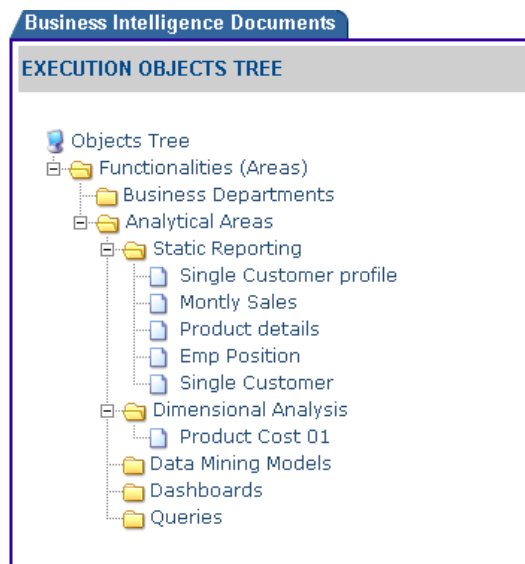 Business Intelligence Documents
EXECUTION OBJECTS TREE
Objects Tree
Functionalities (Areas)
Business Departments
Analytical Areas
Static Reporting
Single Customer profile
Montly Sales
Product details
Emp Position
Single Customer
Dimensional Analysis
Product Cost 01
Data Mining Models
Dashboards
Queries